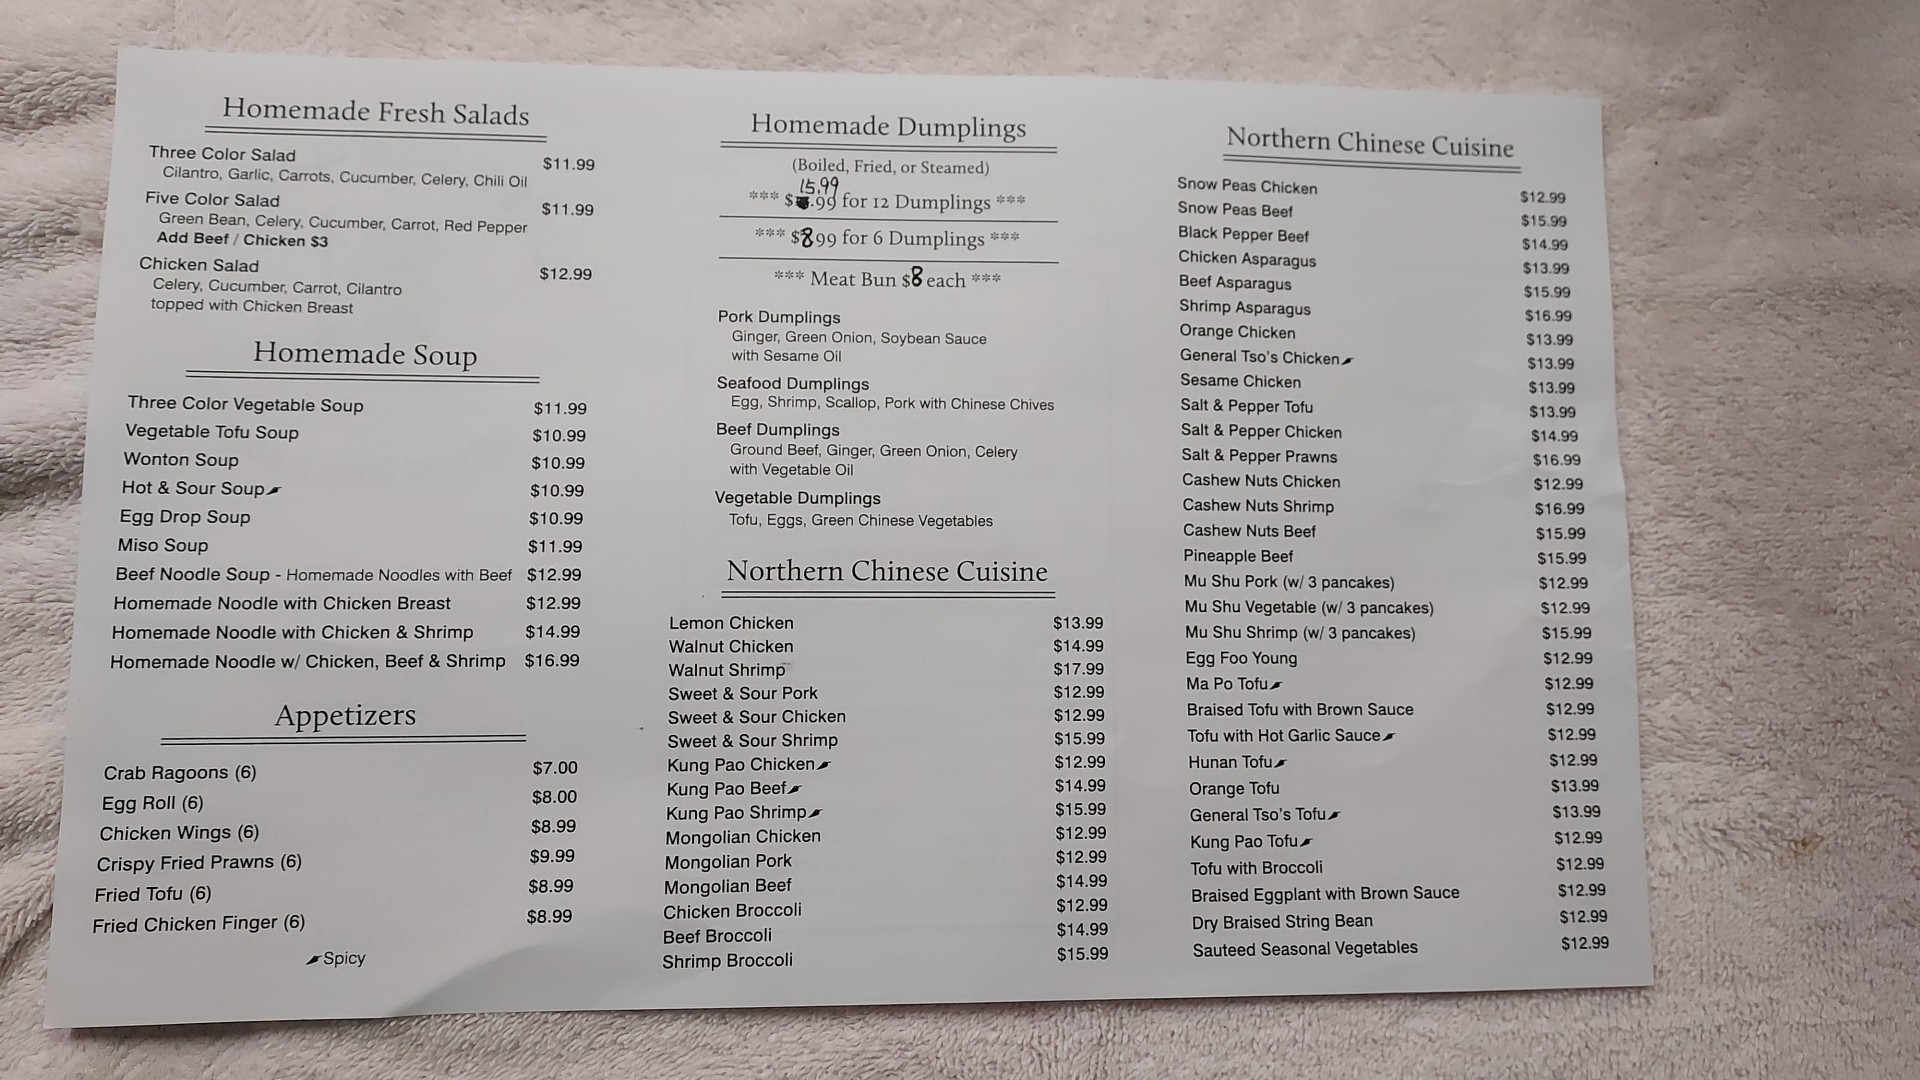 Homemade Fresh Salads
Three Color Salad $11.99
Cilantro, Garlic, Carrots, Cucumber, Celery, Chili Oil
Five Color Salad $11.99
Green Bean, Celery, Cucumber, Carrot, Red Pepper
Add Beef / Chicken $3
Chicken Salad $12.99
Celery, Cucumber, Carrot, Cilantro
topped with Chicken Breast
Homemade Soup
Three Color Vegetable Soup $11.99
Vegetable Tofu Soup $10.99
Wonton Soup $10.99
Hot & Sour Soup $10.99
Egg Drop Soup $10.99
Miso Soup $11.99
Beef Noodle Soup - Homemade Noodles with Beef $12.99
Homemade Noodle with Chicken Breast $12.99
Homemade Noodle with Chicken & Shrimp $14.99
Homemade Noodle w/ Chicken, Beef & Shrimp $16.99
Appetizers
Crab Ragoons (6) $7.00
Egg Roll (6) $8.00
Chicken Wings (6) $8.99
Crispy Fried Prawns (6) $9.99
Fried Tofu (6) $8.99
Fried Chicken Finger (6) $8.99
Spicy
Homemade Dumplings
(Boiled, Fried, or Steamed)
15.99
*** $ .99 for 12 Dumplings ***
*** $899 for 6 Dumplings ***
*** Meat Bun $8 each ***
Pork Dumplings
Ginger, Green Onion, Soybean Sauce
with Sesame Oil
Seafood Dumplings
Egg, Shrimp, Scallop, Pork with Chinese Chives
Beef Dumplings
Ground Beef, Ginger, Green Onion, Celery
with Vegetable Oil
Vegetable Dumplings
Tofu, Eggs, Green Chinese Vegetables
Northern Chinese Cuisine
Lemon Chicken $13.99
Walnut Chicken $14.99
Walnut Shrimp $17.99
Sweet & Sour Pork $12.99
Sweet & Sour Chicken $12.99
Sweet & Sour Shrimp $15.99
Kung Pao Chicken $12.99
Kung Pao Beef $14.99
Kung Pao Shrimp $15.99
Mongolian Chicken $12.99
Mongolian Pork $12.99
Mongolian Beef $14.99
Chicken Broccoli $12.99
Beef Broccoli $14.99
Shrimp Broccoli $15.99
Northern Chinese Cuisine
Snow Peas Chicken $12.99
Snow Peas Beef $15.99
Black Pepper Beef $14.99
Chicken Asparagus $13.99
Beef Asparagus $15.99
Shrimp Asparagus $16.99
Orange Chicken $13.99
General Tso's Chicken $13.99
Sesame Chicken $13.99
Salt & Pepper Tofu $13.99
Salt & Pepper Chicken $14.99
Salt & Pepper Prawns $16.99
Cashew Nuts Chicken $12.99
Cashew Nuts Shrimp $16.99
Cashew Nuts Beef $15.99
Pineapple Beef $15.99
Mu Shu Pork (w/ 3 pancakes) $12.99
Mu Shu Vegetable (w/ 3 pancakes) $12.99
Mu Shu Shrimp (w/ 3 pancakes) $15.99
Egg Foo Young $12.99
Ma Po Tofu $12.99
Braised Tofu with Brown Sauce $12.99
Tofu with Hot Garlic Sauce $12.99
Hunan Tofu $12.99
Orange Tofu $13.99
General Tso's Tofu $13.99
Kung Pao Tofu $12.99
Tofu with Broccoli $12.99
Braised Eggplant with Brown Sauce $12.99
Dry Braised String Bean $12.99
Sauteed Seasonal Vegetables $12.99